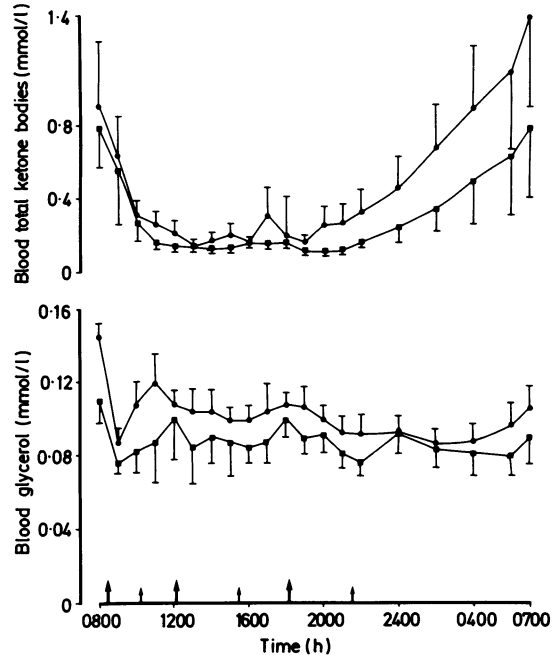 Blood total ketone bodies (mmol/l)
1·4
0·8
0·4
0
Blood glycerol (mmol/l)
0·16
0·12
0·08
0·04
0
0800 1200 1600 2000 2400 0400 0700
Time (h)